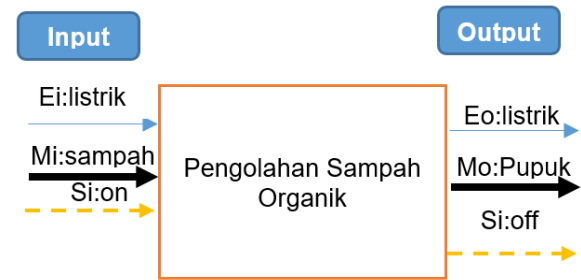 Input
Output
Ei:listrik
Mi:sampah
Si:on
Pengolahan Sampah
Organik
Eo:listrik
Mo:Pupuk
Si:off